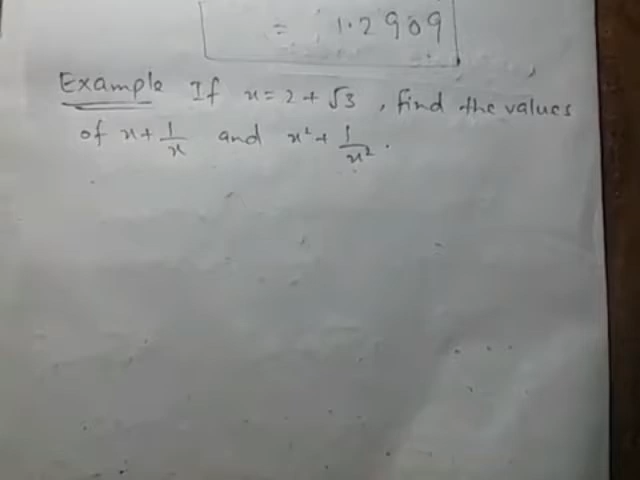 = 1.2909
Example If x = 2 + √3 , find the values
of x + 1/x and x² + 1/x² .